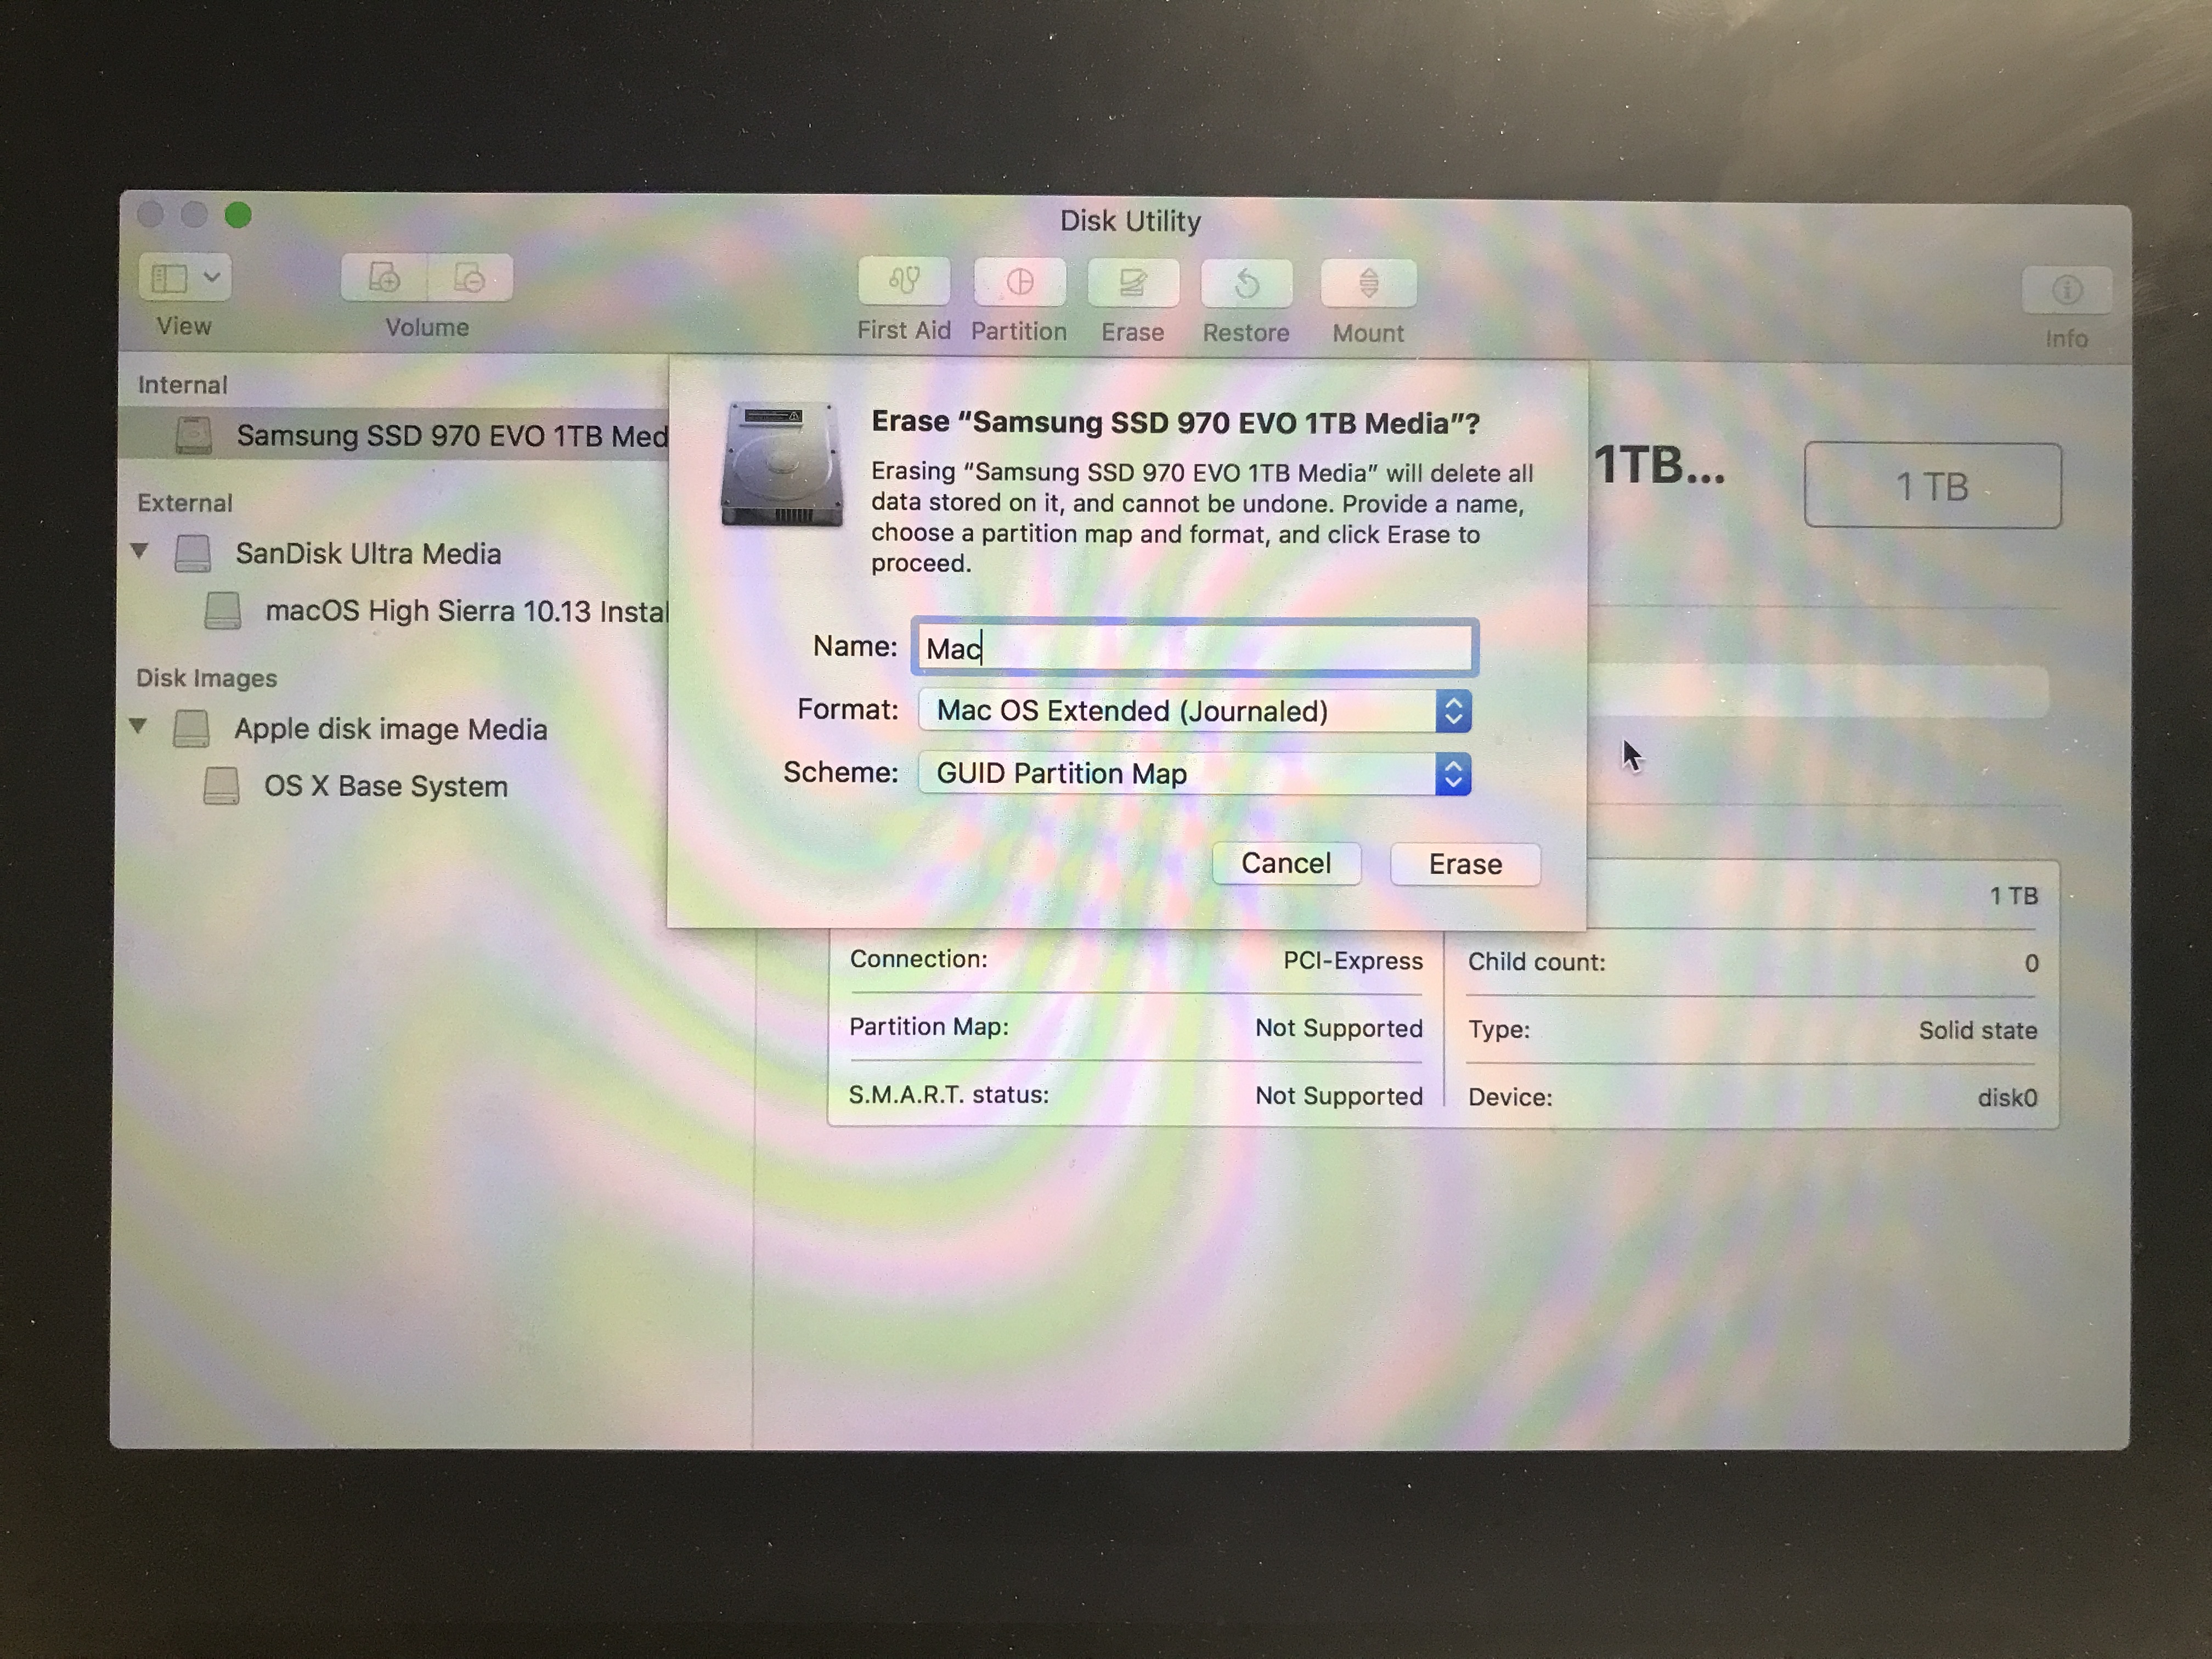 Disk Utility
View
Volume
First Aid
Partition
Erase
Restore
Mount
Info
Internal
Samsung SSD 970 EVO 1TB Med
External
SanDisk Ultra Media
macOS High Sierra 10.13 Instal
Disk Images
Apple disk image Media
OS X Base System
Erase “Samsung SSD 970 EVO 1TB Media”?
Erasing “Samsung SSD 970 EVO 1TB Media” will delete all
data stored on it, and cannot be undone. Provide a name,
choose a partition map and format, and click Erase to
proceed.
Name: Mac
Format: Mac OS Extended (Journaled)
Scheme: GUID Partition Map
Cancel
Erase
1TB...
1 TB
1 TB
Connection: PCI-Express
Child count: 0
Partition Map: Not Supported
Type: Solid state
S.M.A.R.T. status: Not Supported
Device: disk0